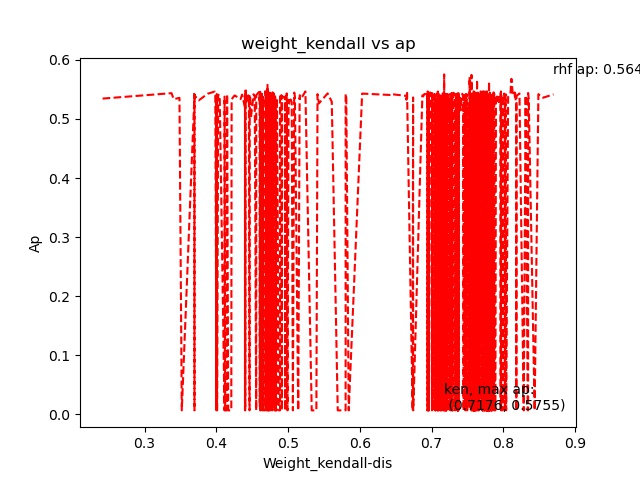 weight_kendall vs ap
rhf ap: 0.564
0.6
0.5
0.4
0.3
0.2
0.1
0.0
Ap
ken, max ap:
(0.7176, 0.5755)
0.3 0.4 0.5 0.6 0.7 0.8 0.9
Weight_kendall-dis